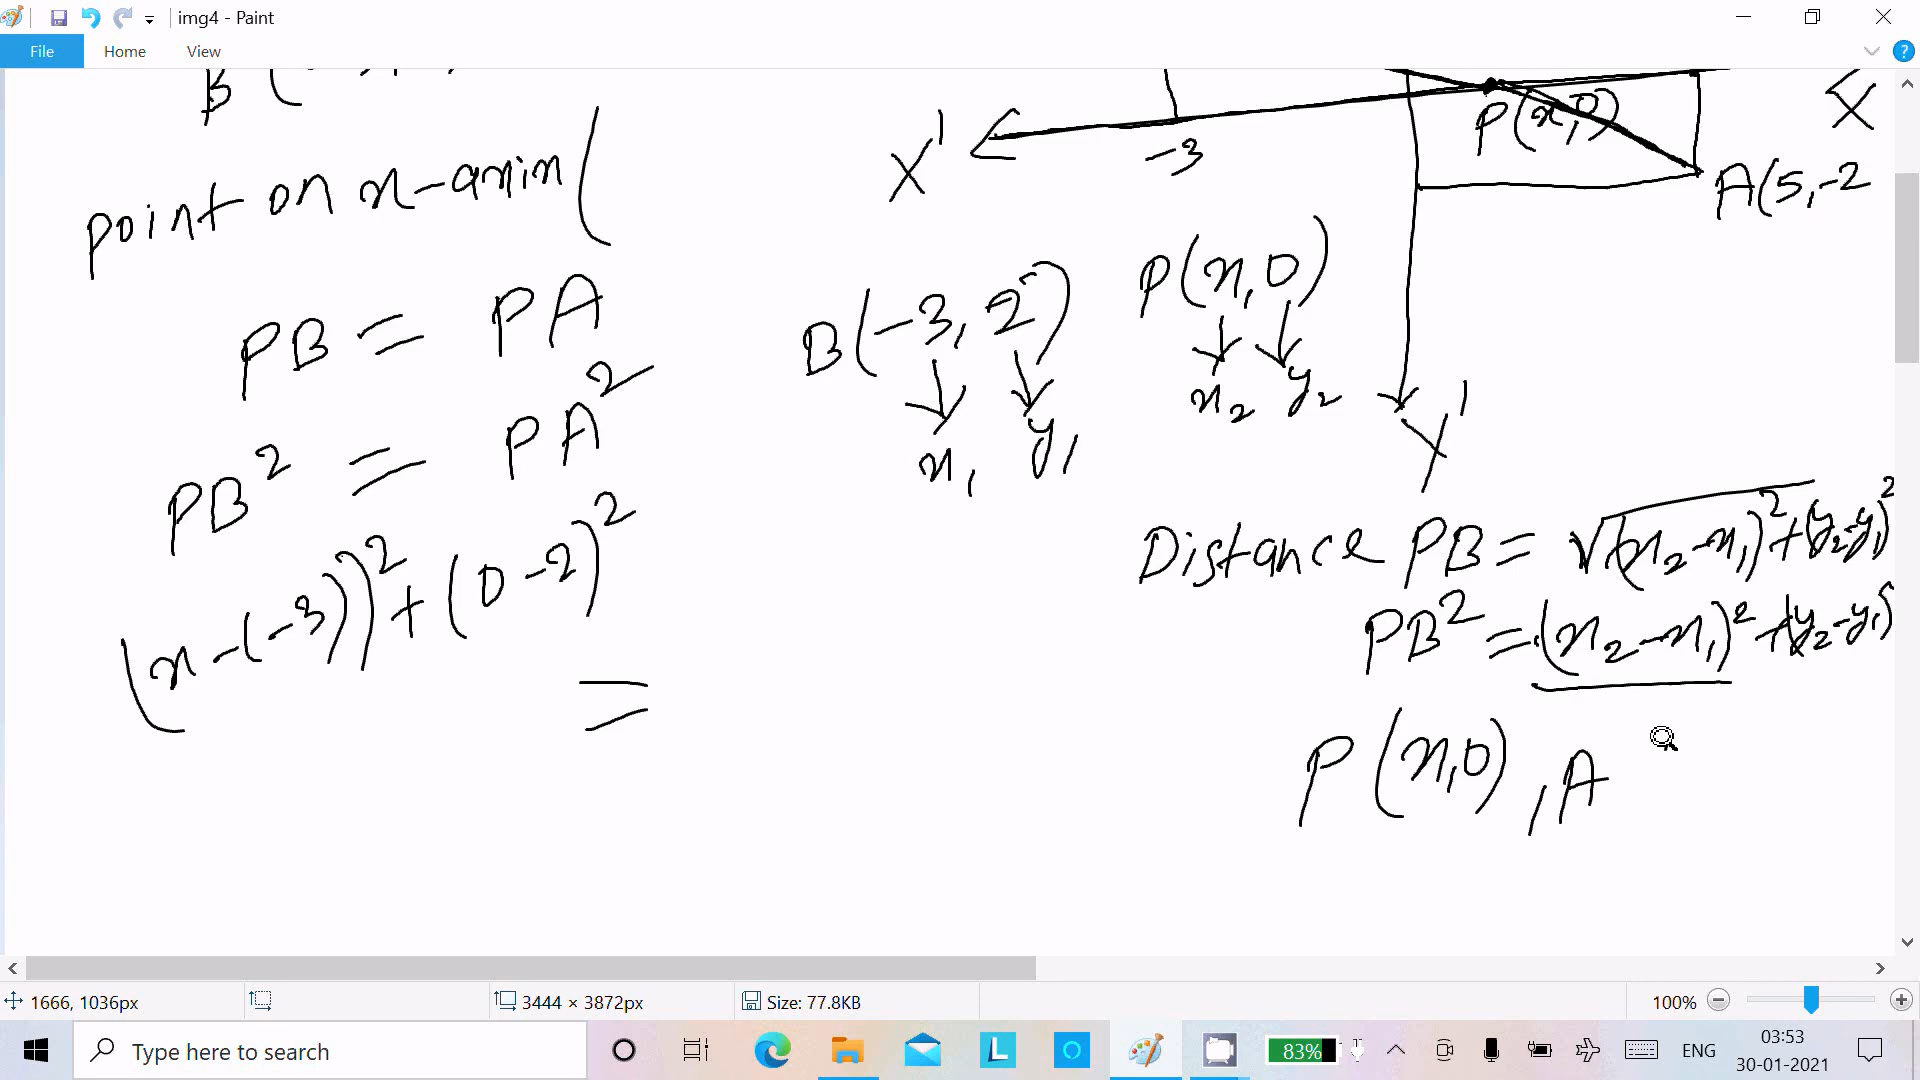 img4 - Paint
File Home View
B (
point on x-axis (
X'
-3
P(x,0)
X
A(5,-2
PB = PA
B(-3, 2)
P(x,0)
x1 y1
x2 y2
Y'
PB² = PA²
Distance PB = √(x2-x1)²+(y2-y1)²
(x-(-3))²+(0-2)²
=
PB² = (x2-x1)²+(y2-y1)²
P(x,0), A
1666, 1036px
3444 × 3872px
Size: 77.8KB
100%
Type here to search
L
83%
ENG
03:53
30-01-2021